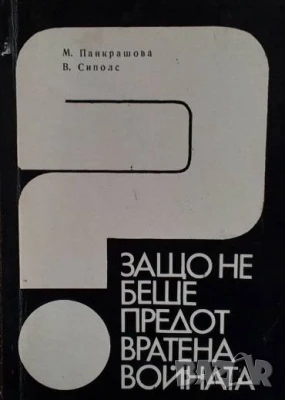 М. Панкрашова
В. Сиполс
ЗАЩО НЕ
БЕШЕ
ПРЕДОТ
ВРАТЕНА
ВОЙНАТА